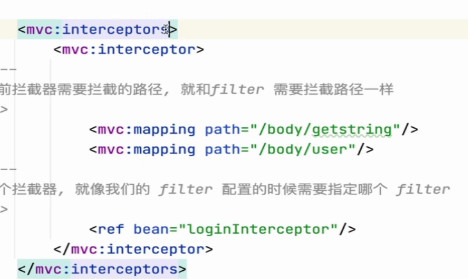 <mvc:interceptors>
<mvc:interceptor>
--
前拦截器需要拦截的路径, 就和filter 需要拦截路径一样
>
<mvc:mapping path="/body/getstring"/>
<mvc:mapping path="/body/user"/>
--
个拦截器, 就像我们的 filter 配置的时候需要指定哪个 filter
>
<ref bean="loginInterceptor"/>
</mvc:interceptor>
</mvc:interceptors>